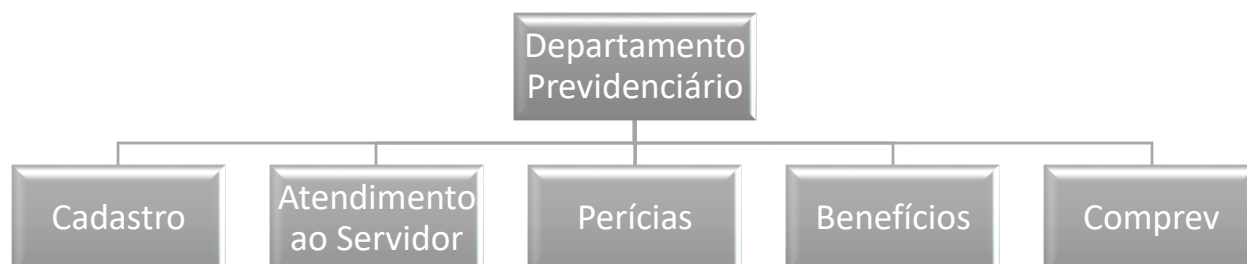 Departamento
Previdenciário
Cadastro
Atendimento
ao Servidor
Perícias
Benefícios
Comprev